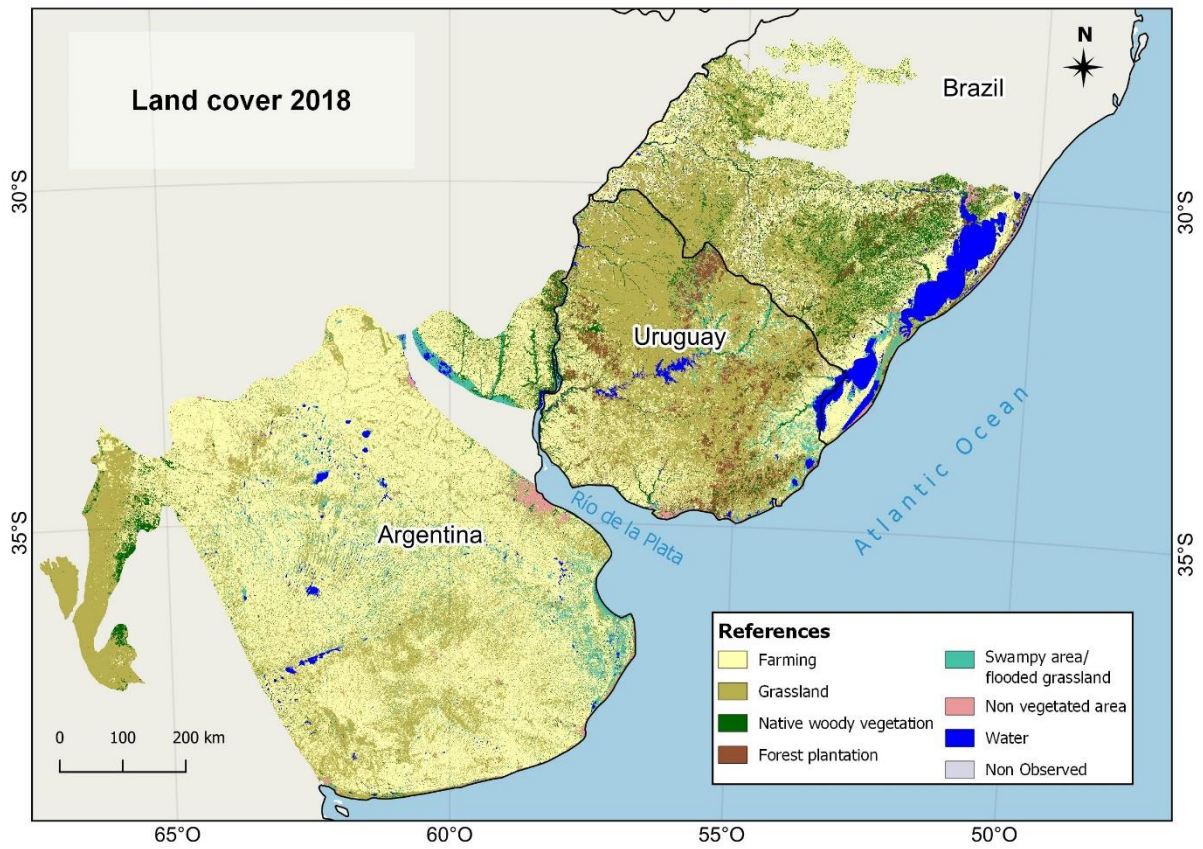 Land cover 2018
N
Brazil
30°S
30°S
Uruguay
Atlantic Ocean
Río de la Plata
Argentina
35°S
35°S
References
Farming
Grassland
Native woody vegetation
Forest plantation
Swampy area/
flooded grassland
Non vegetated area
Water
Non Observed
0 100 200 km
65°O 60°O 55°O 50°O